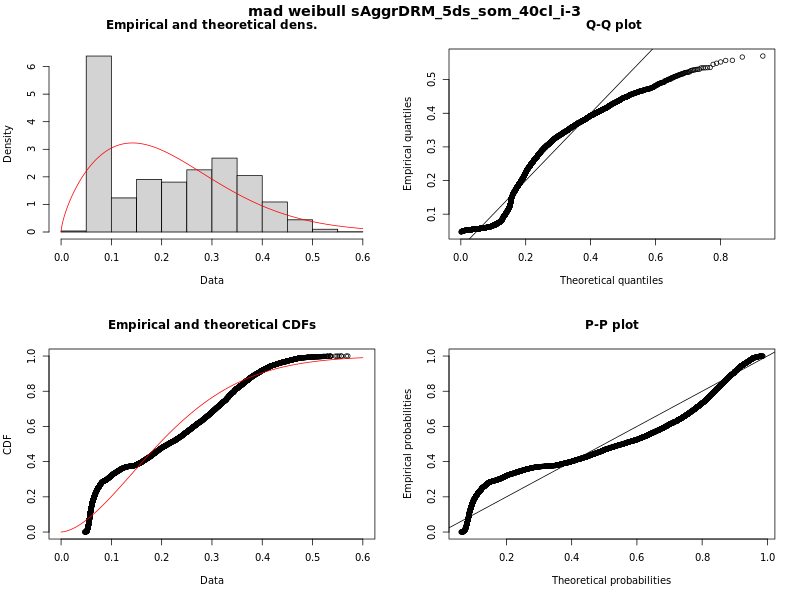 mad weibull sAggrDRM_5ds_som_40cl_i-3
Empirical and theoretical dens.
Density
0 1 2 3 4 5 6
0.0 0.1 0.2 0.3 0.4 0.5 0.6
Data
Q-Q plot
Empirical quantiles
0.1 0.2 0.3 0.4 0.5
0.0 0.2 0.4 0.6 0.8
Theoretical quantiles
Empirical and theoretical CDFs
CDF
0.0 0.2 0.4 0.6 0.8 1.0
0.0 0.1 0.2 0.3 0.4 0.5 0.6
Data
P-P plot
Empirical probabilities
0.0 0.2 0.4 0.6 0.8 1.0
0.2 0.4 0.6 0.8 1.0
Theoretical probabilities